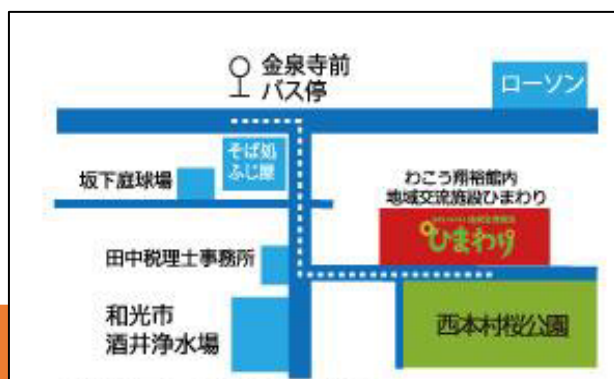 金泉寺前
バス停
ローソン
そば処
ふじ屋
坂下庭球場
わこう翔裕館内
地域交流施設ひまわり
ひまわり
田中税理士事務所
和光市
酒井浄水場
西本村桜公園